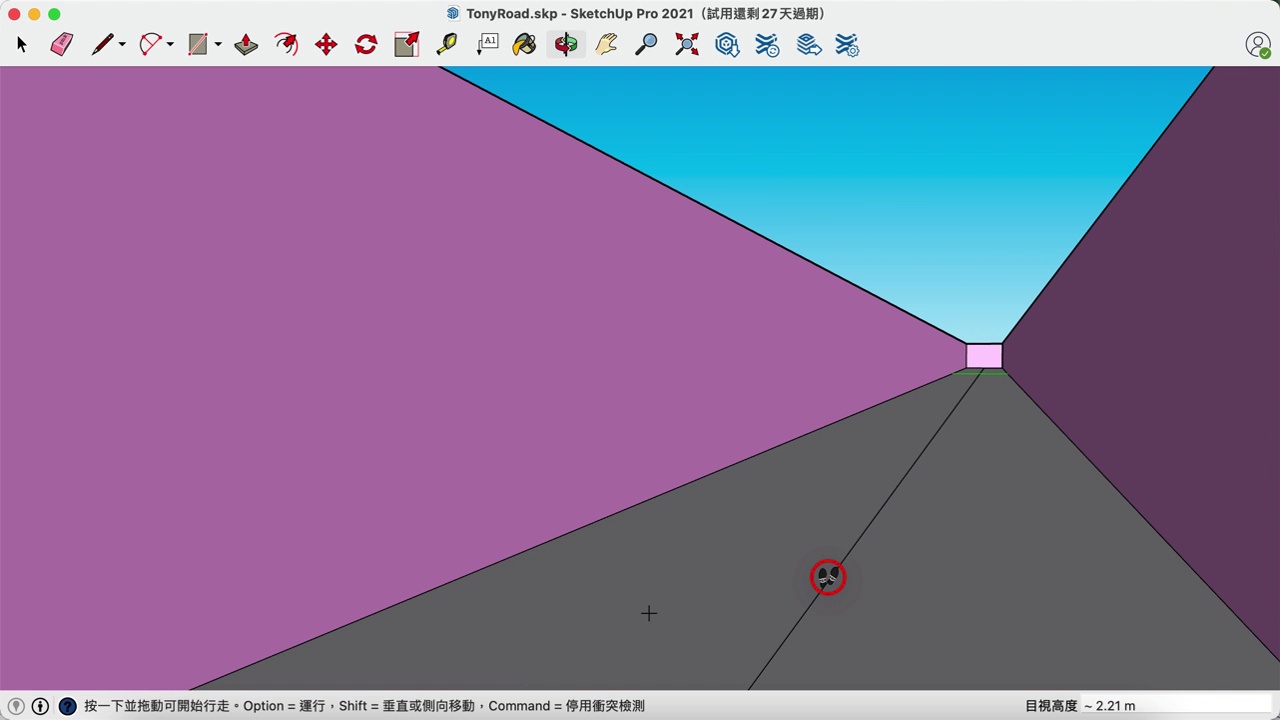 TonyRoad.skp - SketchUp Pro 2021（試用還剩 27 天過期）
A1
按一下並拖動可開始行走。Option = 運行，Shift = 垂直或側向移動，Command = 停用衝突檢測
目視高度 ~ 2.21 m